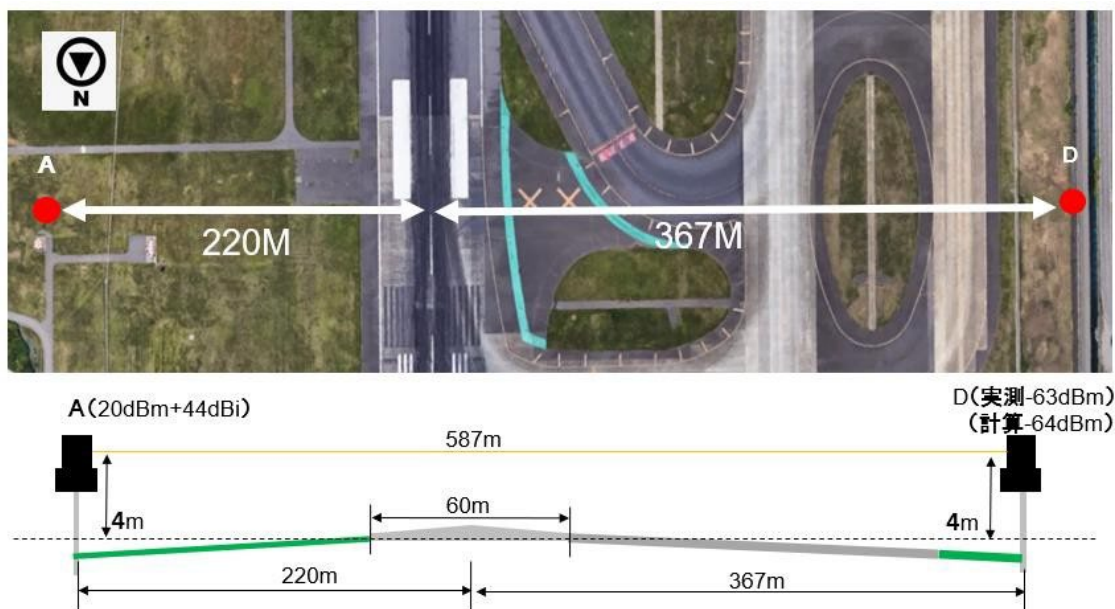 N
A
D
220M
367M
A(20dBm+44dBi)
D(実測-63dBm)
(計算-64dBm)
587m
60m
4m
4m
220m
367m